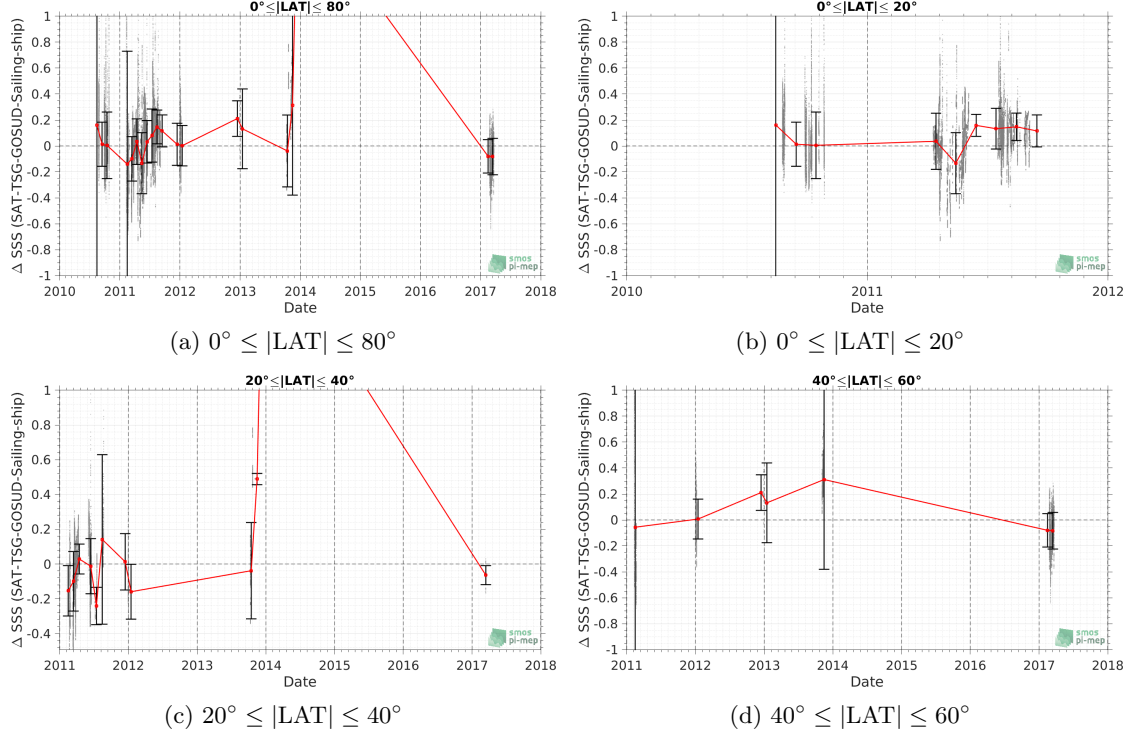 0°≤|LAT|≤ 80°
Δ SSS (SAT-TSG-GOSUD-Sailing-ship)
1
0.8
0.6
0.4
0.2
0
-0.2
-0.4
-0.6
-0.8
-1
2010 2011 2012 2013 2014 2015 2016 2017 2018
Date
smos
pi-mep
(a) 0° ≤ |LAT| ≤ 80°
0°≤|LAT|≤ 20°
Δ SSS (SAT-TSG-GOSUD-Sailing-ship)
1
0.8
0.6
0.4
0.2
0
-0.2
-0.4
-0.6
-0.8
-1
2010 2011 2012
Date
smos
pi-mep
(b) 0° ≤ |LAT| ≤ 20°
20°≤|LAT|≤ 40°
Δ SSS (SAT-TSG-GOSUD-Sailing-ship)
1
0.8
0.6
0.4
0.2
0
-0.2
-0.4
2011 2012 2013 2014 2015 2016 2017 2018
Date
smos
pi-mep
(c) 20° ≤ |LAT| ≤ 40°
40°≤|LAT|≤ 60°
Δ SSS (SAT-TSG-GOSUD-Sailing-ship)
1
0.8
0.6
0.4
0.2
0
-0.2
-0.4
-0.6
-0.8
-1
2011 2012 2013 2014 2015 2016 2017 2018
Date
smos
pi-mep
(d) 40° ≤ |LAT| ≤ 60°